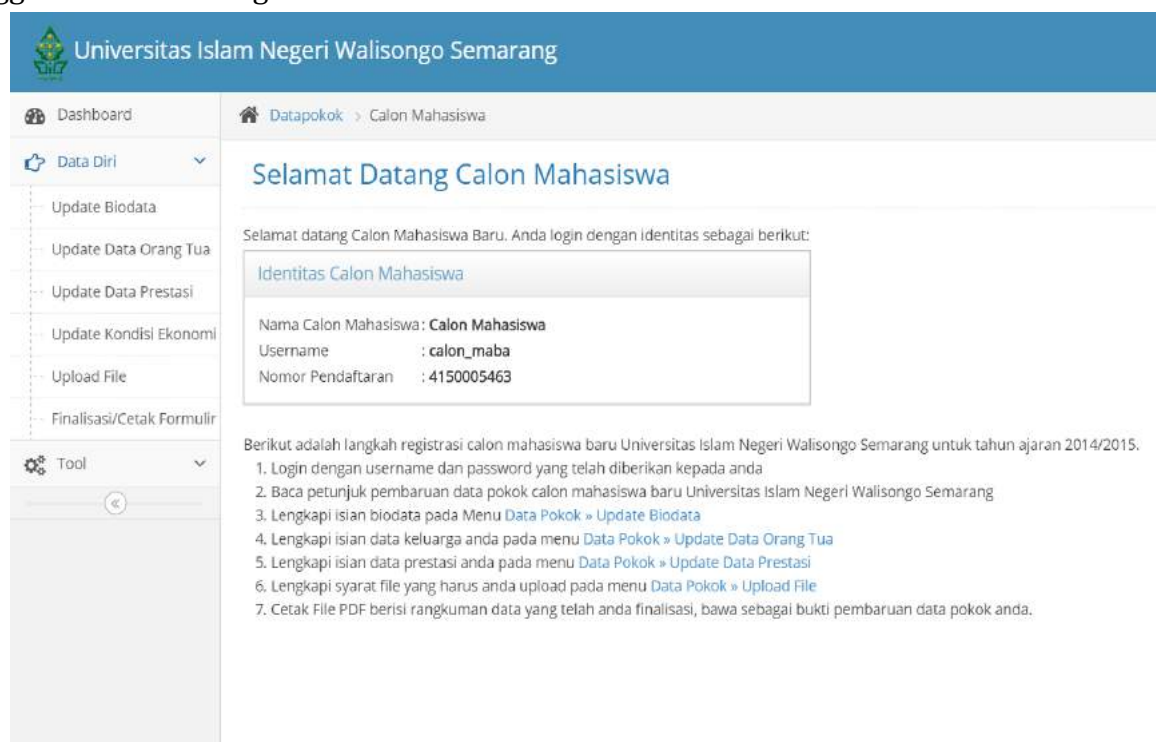 Universitas Islam Negeri Walisongo Semarang
Dashboard
Data Diri
Update Biodata
Update Data Orang Tua
Update Data Prestasi
Update Kondisi Ekonomi
Upload File
Finalisasi/Cetak Formulir
Tool
Datapokok > Calon Mahasiswa
Selamat Datang Calon Mahasiswa
Selamat datang Calon Mahasiswa Baru. Anda login dengan identitas sebagai berikut:
Identitas Calon Mahasiswa
Nama Calon Mahasiswa : Calon Mahasiswa
Username : calon_maba
Nomor Pendaftaran : 4150005463
Berikut adalah langkah registrasi calon mahasiswa baru Universitas Islam Negeri Walisongo Semarang untuk tahun ajaran 2014/2015.
1. Login dengan username dan password yang telah diberikan kepada anda
2. Baca petunjuk pembaruan data pokok calon mahasiswa baru Universitas Islam Negeri Walisongo Semarang
3. Lengkapi isian biodata pada Menu Data Pokok » Update Biodata
4. Lengkapi isian data keluarga anda pada menu Data Pokok » Update Data Orang Tua
5. Lengkapi isian data prestasi anda pada menu Data Pokok » Update Data Prestasi
6. Lengkapi syarat file yang harus anda upload pada menu Data Pokok » Upload File
7. Cetak File PDF berisi rangkuman data yang telah anda finalisasi, bawa sebagai bukti pembaruan data pokok anda.